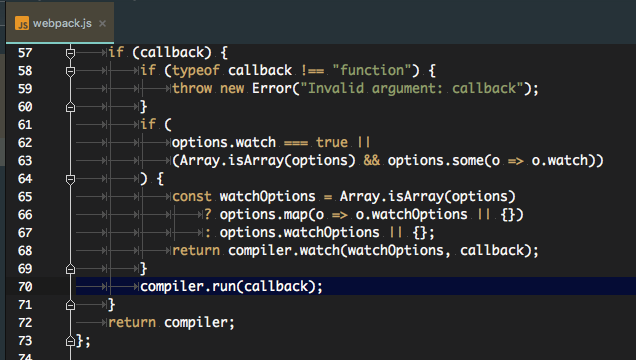 JS webpack.js ×
57 if (callback) {
58 if (typeof callback !== "function") {
59 throw new Error("Invalid argument: callback");
60 }
61 if (
62 options.watch === true ||
63 (Array.isArray(options) && options.some(o => o.watch))
64 ) {
65 const watchOptions = Array.isArray(options)
66 ? options.map(o => o.watchOptions || {})
67 : options.watchOptions || {};
68 return compiler.watch(watchOptions, callback);
69 }
70 compiler.run(callback);
71 }
72 return compiler;
73 };
74